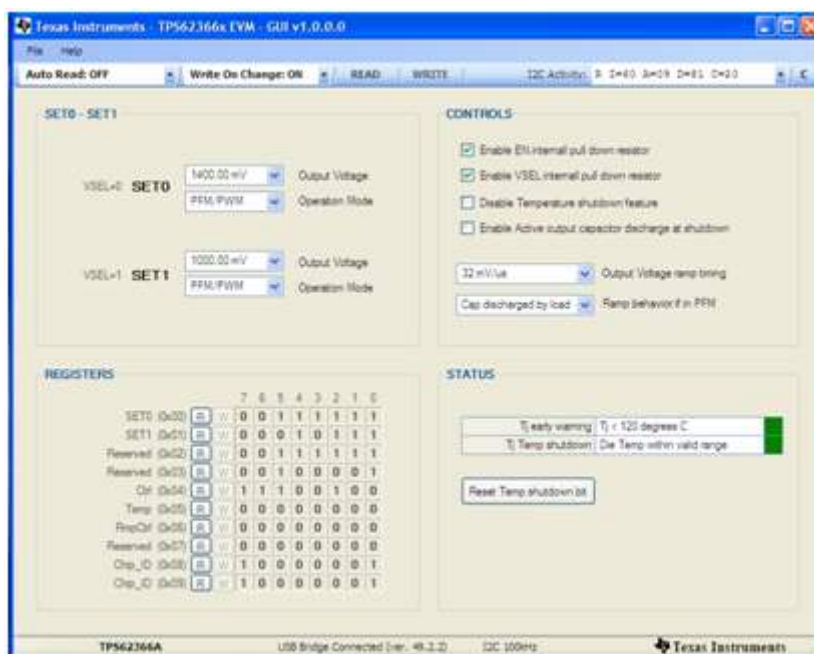 Texas Instruments - TPS62366x EVM - GUI v1.0.0.0
File Help
Auto Read: OFF Write On Change: ON READ WRITE I2C Activity: R I=60 A=09 D=81 C=20 C
SET0 - SET1
VSEL=0 SET0 1400.00 mV Output Voltage
PFM/PWM Operation Mode
VSEL=1 SET1 1000.00 mV Output Voltage
PFM/PWM Operation Mode
CONTROLS
Enable EN internal pull down resistor
Enable VSEL internal pull down resistor
Disable Temperature shutdown feature
Enable Active output capacitor discharge at shutdown
32 mV/us Output Voltage ramp timing
Cap discharged by load Ramp behavior if in PFM
REGISTERS
7 6 5 4 3 2 1 0
SET0 (0x00) R W 0 0 1 1 1 1 1 1
SET1 (0x01) R W 0 0 0 1 0 1 1 1
Reserved (0x02) R W 0 0 1 1 1 1 1 1
Reserved (0x03) R W 0 0 1 0 0 0 0 1
Ctrl (0x04) R W 1 1 1 0 0 1 0 0
Temp (0x05) R W 0 0 0 0 0 0 0 0
RmpCtrl (0x06) R W 0 0 0 0 0 0 0 0
Reserved (0x07) R W 0 0 0 0 0 0 0 0
Chip_ID (0x08) R W 1 0 0 0 0 0 0 1
Chip_ID (0x09) R W 1 0 0 0 0 0 0 1
STATUS
Tj early warning Tj < 120 degrees C
Tj Temp shutdown Die Temp within valid range
Reset Temp shutdown bit
TPS62366A USB Bridge Connected (ver. I2C 100kHz Texas Instruments